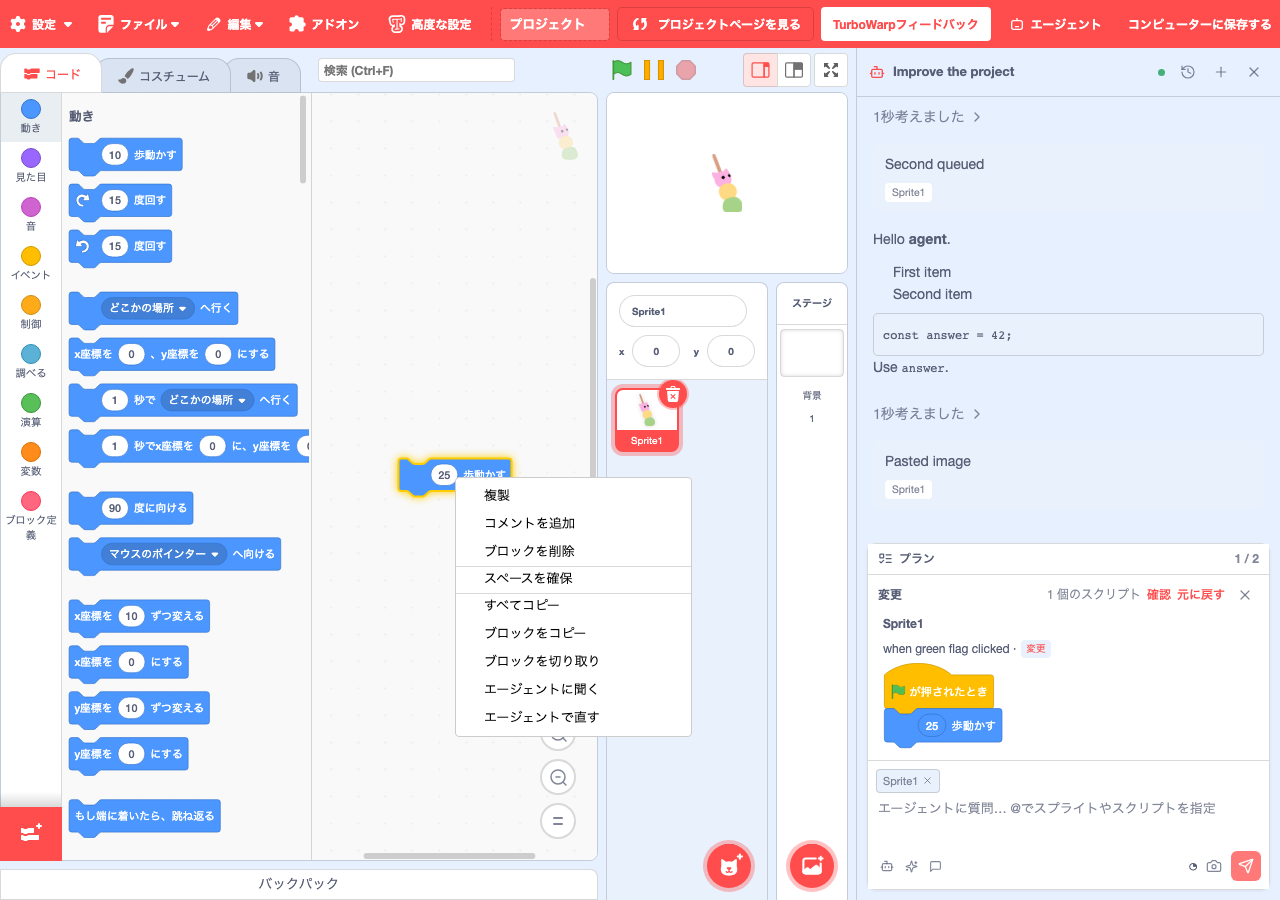 設定
ファイル
編集
アドオン
高度な設定
プロジェクト
プロジェクトページを見る
TurboWarpフィードバック
エージェント
コンピューターに保存する
コード
コスチューム
音
検索 (Ctrl+F)
動き
見た目
音
イベント
制御
調べる
演算
変数
ブロック定義
動き
10 歩動かす
15 度回す
15 度回す
どこかの場所 へ行く
x座標を 0 、y座標を 0 にする
1 秒で どこかの場所 へ行く
1 秒でx座標を 0 に、y座標を
90 度に向ける
マウスのポインター へ向ける
x座標を 10 ずつ変える
x座標を 0 にする
y座標を 10 ずつ変える
y座標を 0 にする
もし端に着いたら、跳ね返る
25 歩動かす
複製
コメントを追加
ブロックを削除
スペースを確保
すべてコピー
ブロックをコピー
ブロックを切り取り
エージェントに聞く
エージェントで直す
バックパック
Sprite1
x 0 y 0
Sprite1
ステージ
背景
1
Improve the project
1秒考えました
Second queued
Sprite1
Hello agent.
First item
Second item
const answer = 42;
Use answer.
1秒考えました
Pasted image
Sprite1
プラン 1 / 2
変更 1 個のスクリプト 確認 元に戻す
Sprite1
when green flag clicked · 変更
が押されたとき
25 歩動かす
Sprite1
エージェントに質問... @でスプライトやスクリプトを指定